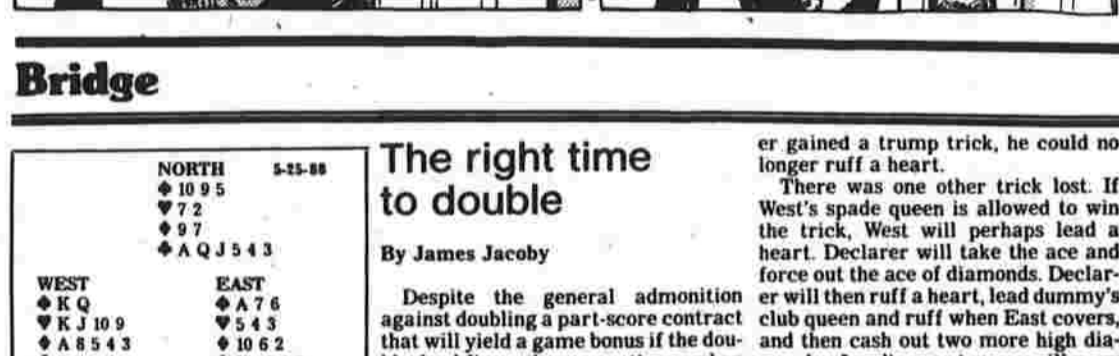 Bridge
NORTH 5-25-88
♠ 10 9 5
♥ 7 2
♦ 9 7
♣ A Q J 5 4 3
WEST EAST
♠ K Q ♠ A 7 6
♥ K J 10 9 ♥ 5 4 3
♦ A 8 5 4 3 ♦ 10 6 2
The right time
to double
By James Jacoby
Despite the general admonition
against doubling a part-score contract
that will yield a game bonus if the dou-
er gained a trump trick, he could no
longer ruff a heart.
There was one other trick lost. If
West's spade queen is allowed to win
the trick, West will perhaps lead a
heart. Declarer will take the ace and
force out the ace of diamonds. Declar-
er will then ruff a heart, lead dummy's
club queen and ruff when East covers,
and then cash out two more high dia-